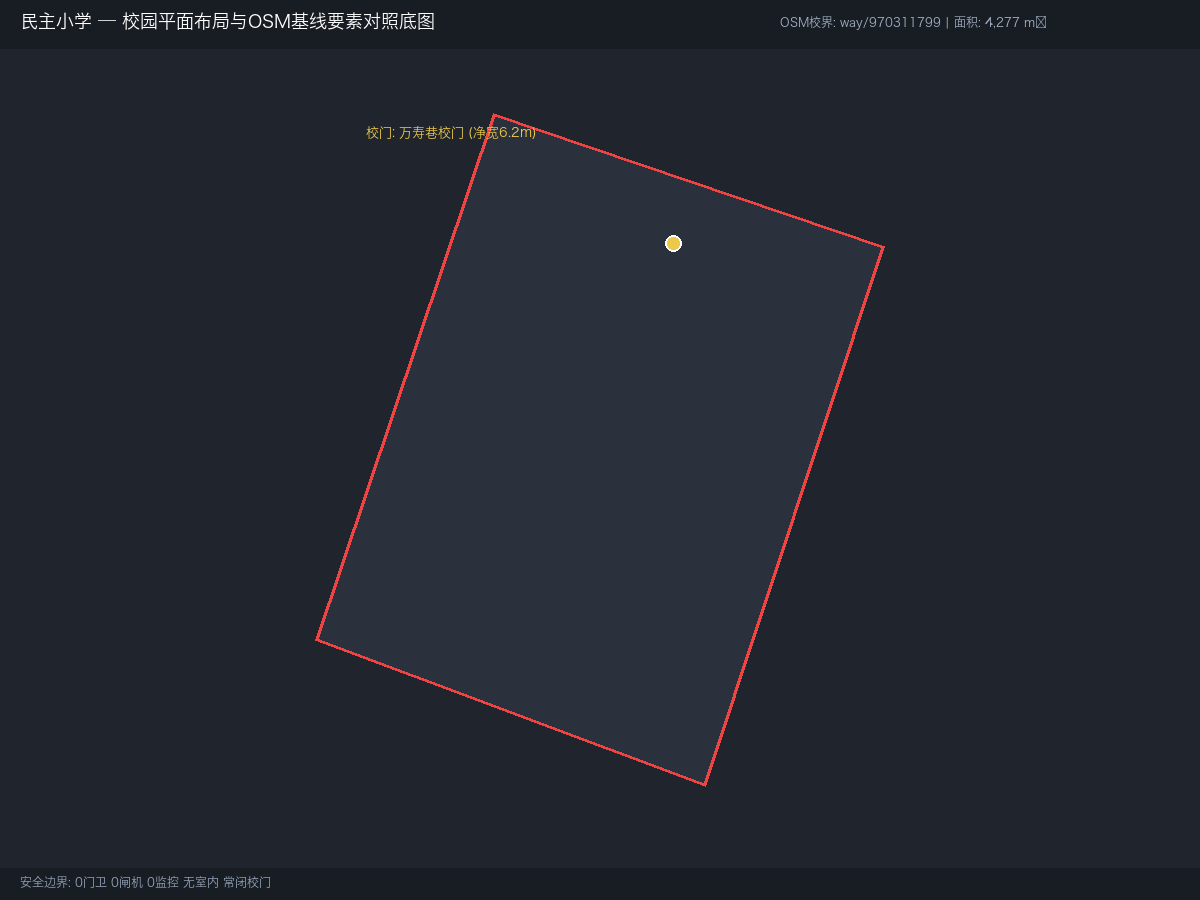 民主小学 — 校园平面布局与OSM基线要素对照底图
OSM校界: way/970311799 | 面积: 4,277 m
校门: 万寿巷校门 (净宽6.2m)
安全边界: 0门卫 0闸机 0监控 无室内 常闭校门